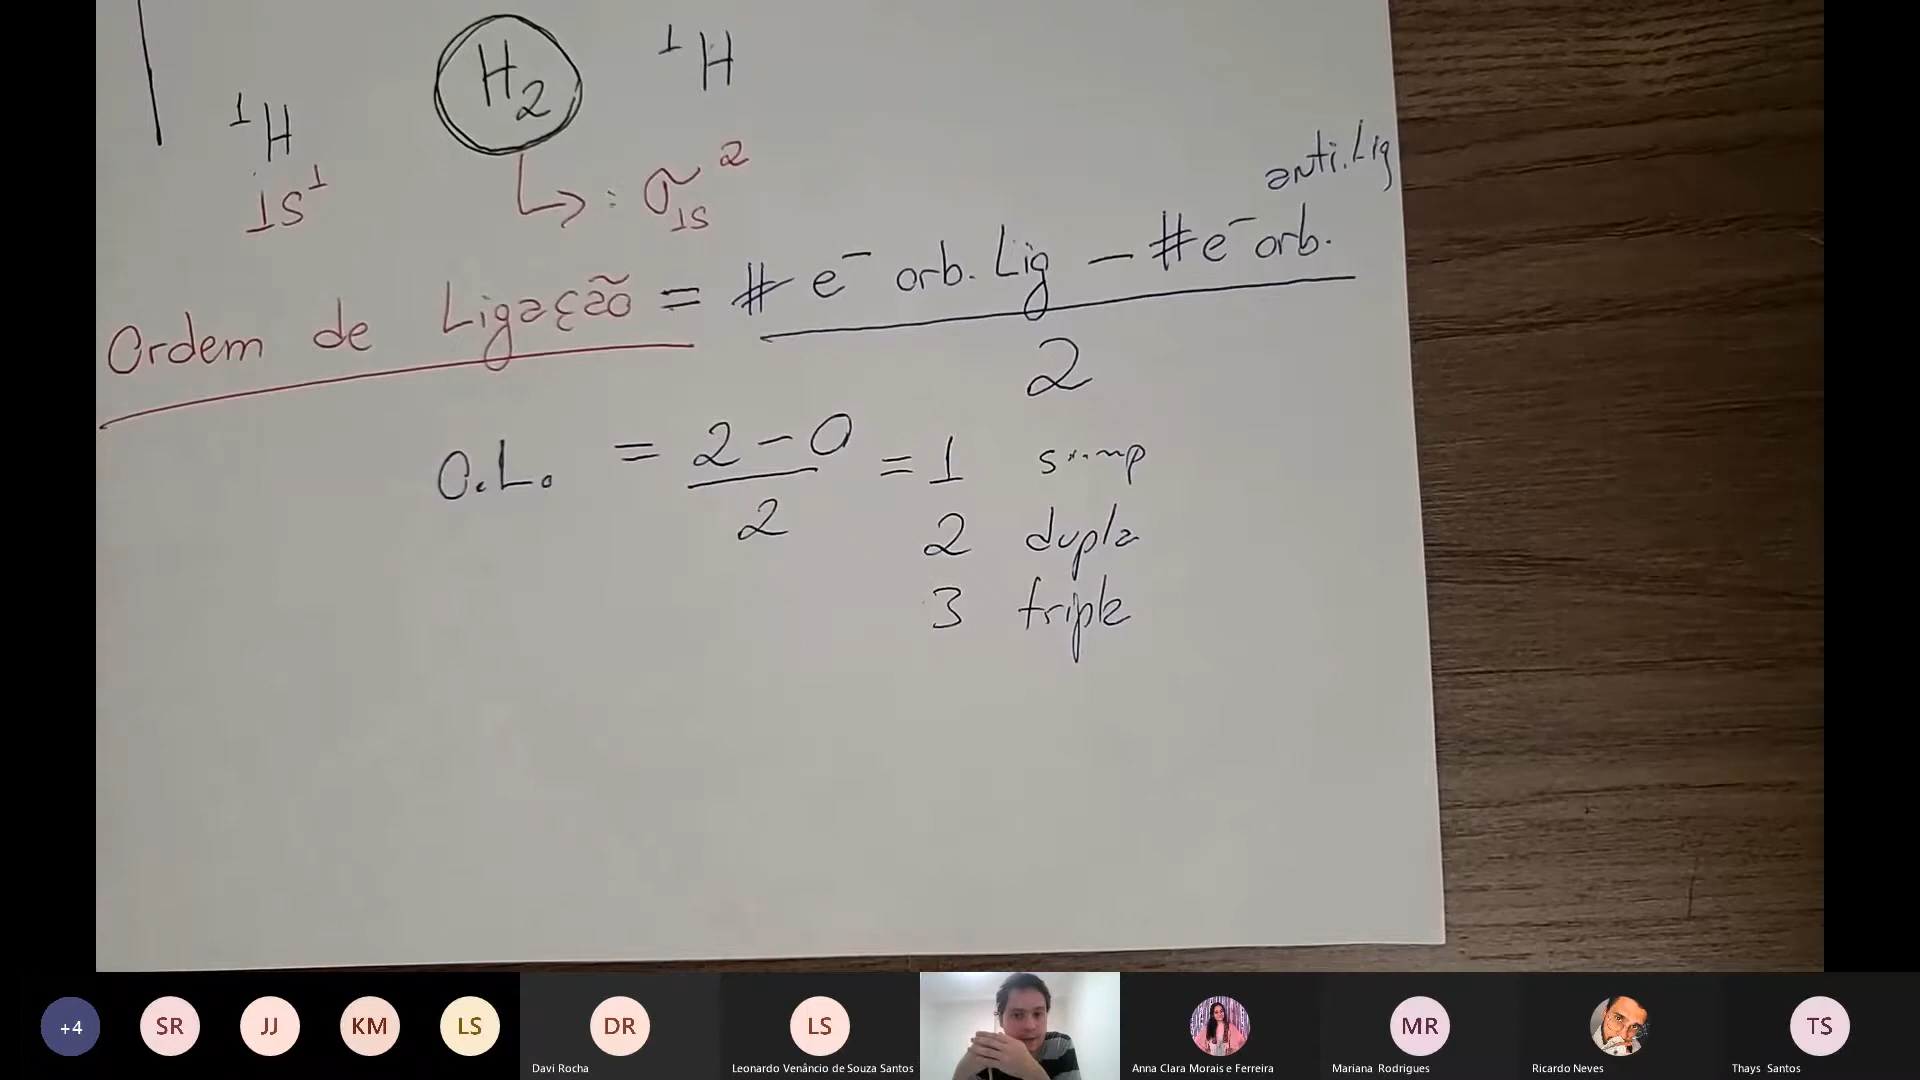 H₂
¹H
¹H
1S¹
↳ : σ1S²
anti.Lig
Ordem de Ligação = # e⁻ orb. Lig − # e⁻ orb.
2
O.L. = 2 − 0 = 1 simp
2
2 dupla
3 tripla
+4
SR
JJ
KM
LS
DR
LS
MR
TS
Davi Rocha
Leonardo Venâncio de Souza Santos
Anna Clara Morais e Ferreira
Mariana Rodrigues
Ricardo Neves
Thays Santos